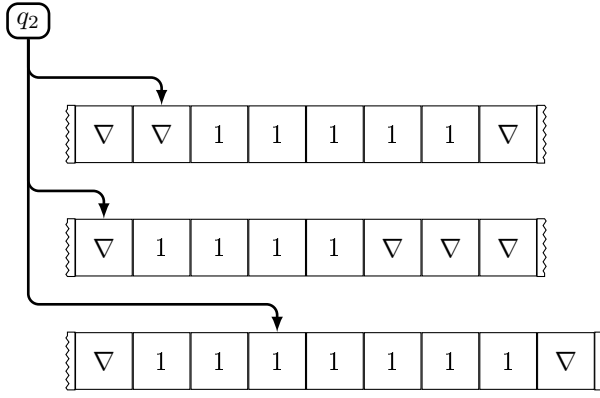 q₂
∇ ∇ 1 1 1 1 1 ∇
∇ 1 1 1 1 ∇ ∇ ∇
∇ 1 1 1 1 1 1 1 ∇